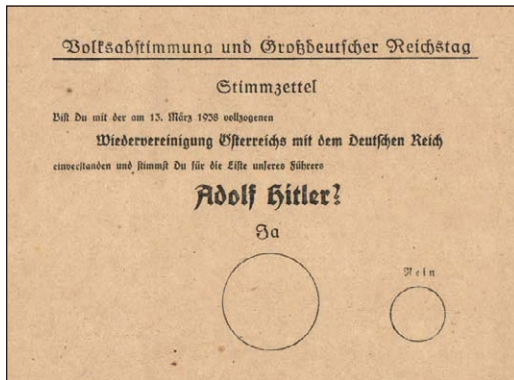 Volksabstimmung und Großdeutscher Reichstag
Stimmzettel
Bist Du mit der am 13. März 1938 vollzogenen
Wiedervereinigung Österreichs mit dem Deutschen Reich
einverstanden und stimmst Du für die Liste unseres Führers
Adolf Hitler?
Ja
Nein